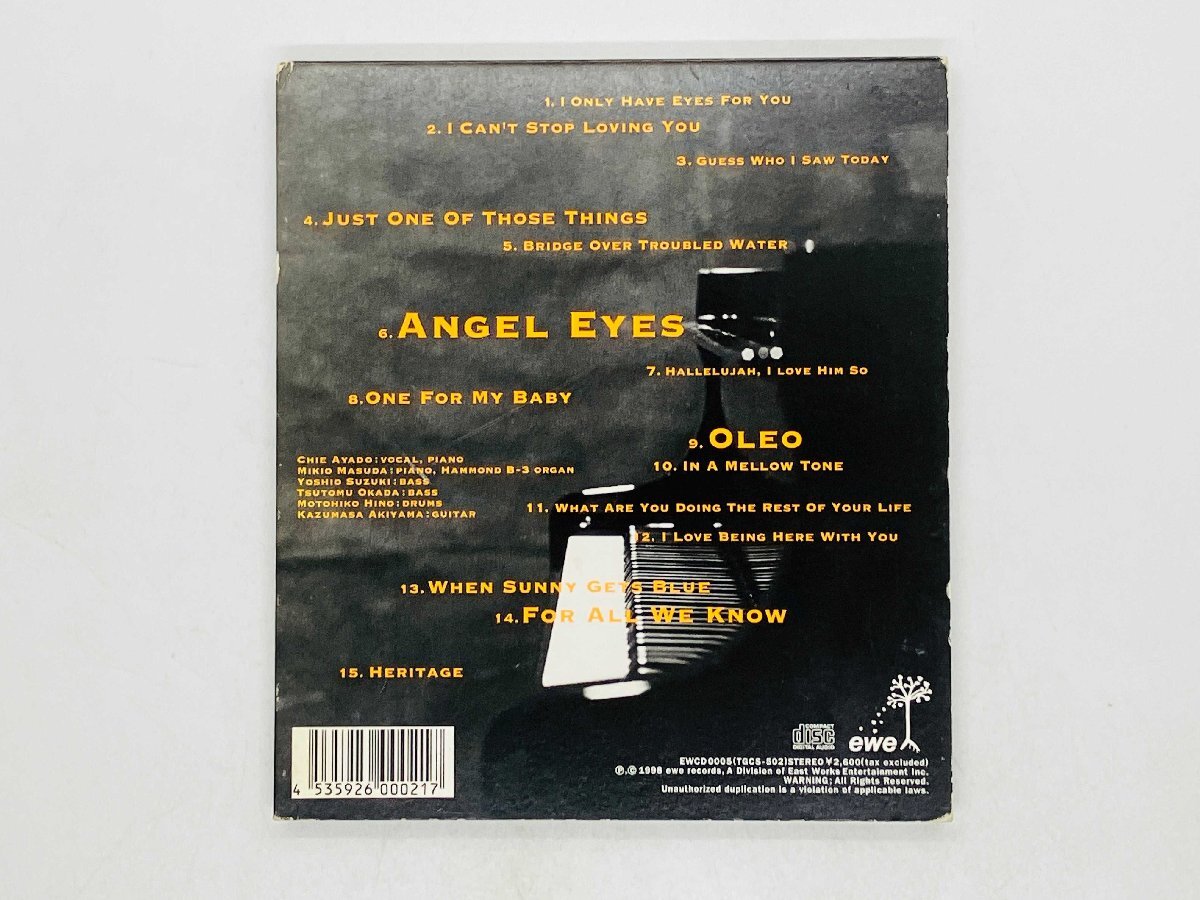 1. I Only Have Eyes For You
2. I Can't Stop Loving You
3. Guess Who I Saw Today
4. Just One Of Those Things
5. Bridge Over Troubled Water
6. Angel Eyes
7. Hallelujah, I Love Him So
8. One For My Baby
9. Oleo
10. In A Mellow Tone
Chie Ayado: vocal, piano
Mikio Masuda: piano, Hammond B-3 organ
Yoshio Suzuki: bass
Tsutomu Okada: bass
Motohiko Hino: drums
Kazumasa Akiyama: guitar
11. What Are You Doing The Rest Of Your Life
12. I Love Being Here With You
13. When Sunny Gets Blue
14. For All We Know
15. Heritage
COMPACT
disc
DIGITAL AUDIO
ewe
EWCD0005(TGCS-502)STEREO ¥2,600(tax excluded)
Ⓟ.© 1998 ewe records, A Division of East Works Entertainment Inc.
WARNING: All Rights Reserved.
Unauthorized duplication is a violation of applicable laws.
4 535926 000217